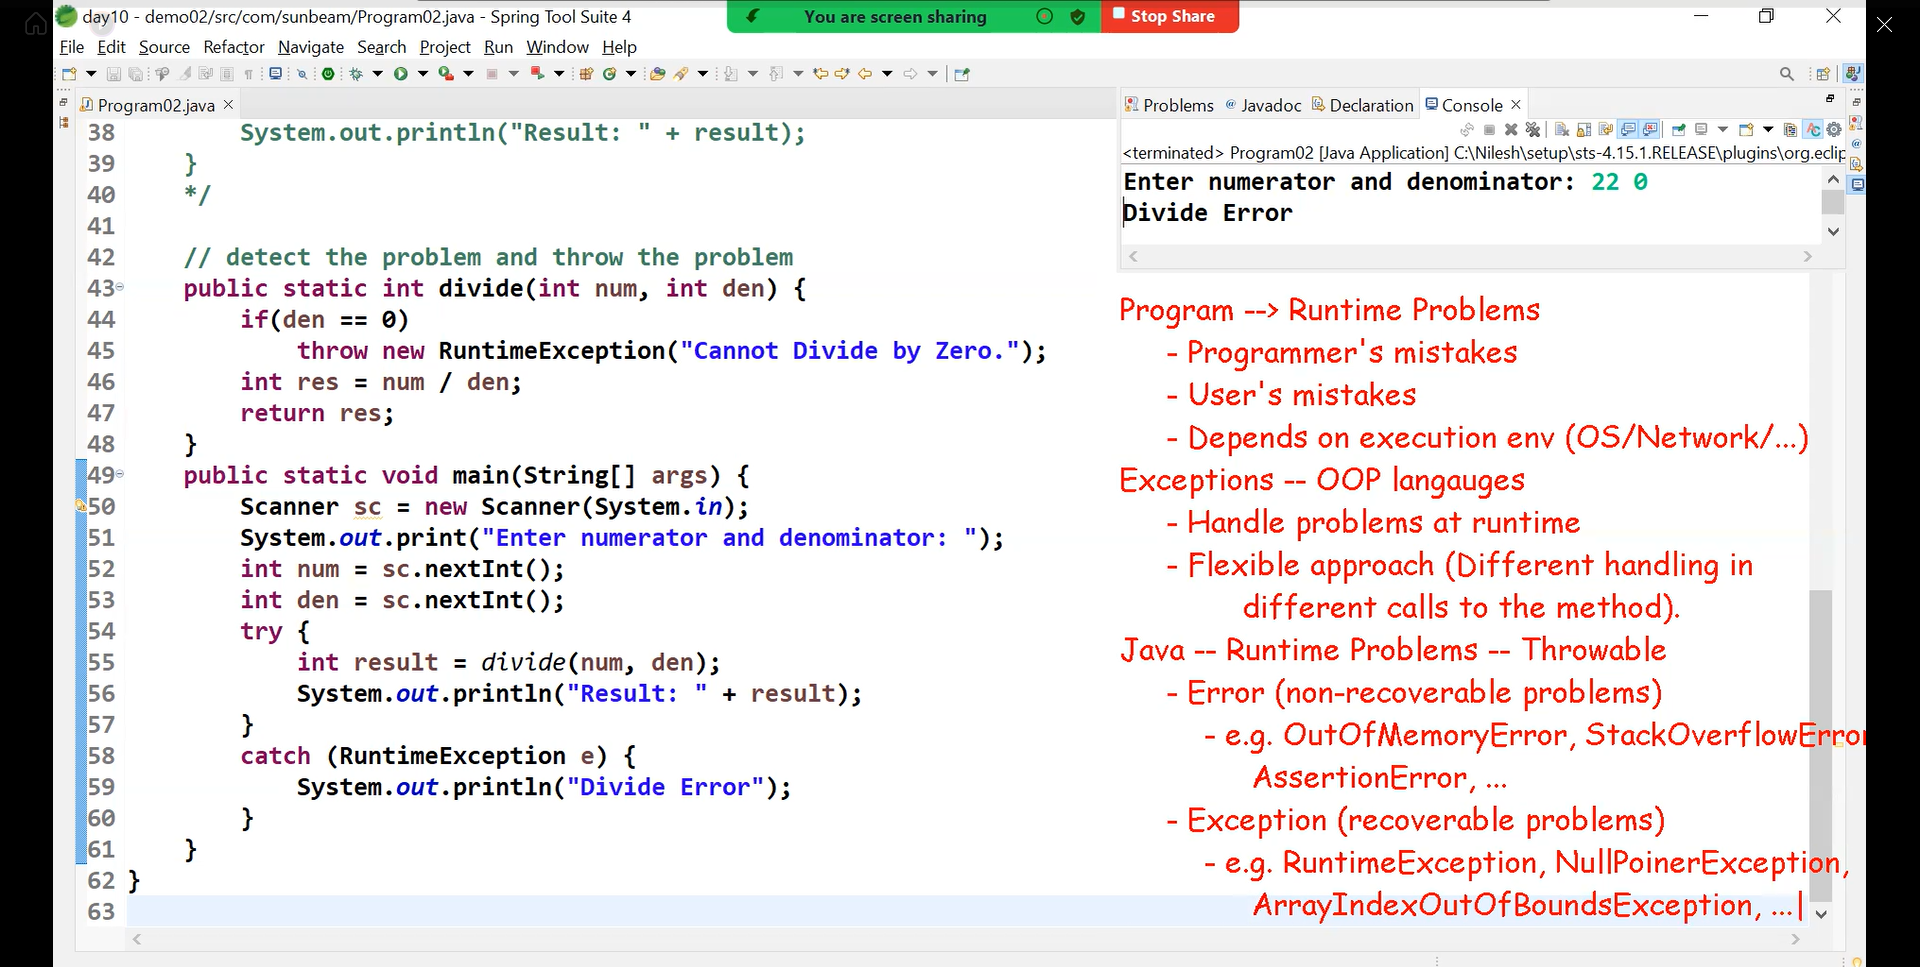 day10 - demo02/src/com/sunbeam/Program02.java - Spring Tool Suite 4
You are screen sharing
Stop Share
File Edit Source Refactor Navigate Search Project Run Window Help
Program02.java
38 System.out.println("Result: " + result);
39 }
40 */
41
42 // detect the problem and throw the problem
43 public static int divide(int num, int den) {
44 if(den == 0)
45 throw new RuntimeException("Cannot Divide by Zero.");
46 int res = num / den;
47 return res;
48 }
49 public static void main(String[] args) {
50 Scanner sc = new Scanner(System.in);
51 System.out.print("Enter numerator and denominator: ");
52 int num = sc.nextInt();
53 int den = sc.nextInt();
54 try {
55 int result = divide(num, den);
56 System.out.println("Result: " + result);
57 }
58 catch (RuntimeException e) {
59 System.out.println("Divide Error");
60 }
61 }
62 }
63
Problems Javadoc Declaration Console
<terminated> Program02 [Java Application] C:\Nilesh\setup\sts-4.15.1.RELEASE\plugins\org.eclip
Enter numerator and denominator: 22 0
Divide Error
Program --> Runtime Problems
- Programmer's mistakes
- User's mistakes
- Depends on execution env (OS/Network/...)
Exceptions -- OOP langauges
- Handle problems at runtime
- Flexible approach (Different handling in
different calls to the method).
Java -- Runtime Problems -- Throwable
- Error (non-recoverable problems)
- e.g. OutOfMemoryError, StackOverflowError
AssertionError, ...
- Exception (recoverable problems)
- e.g. RuntimeException, NullPoinerException,
ArrayIndexOutOfBoundsException, ...